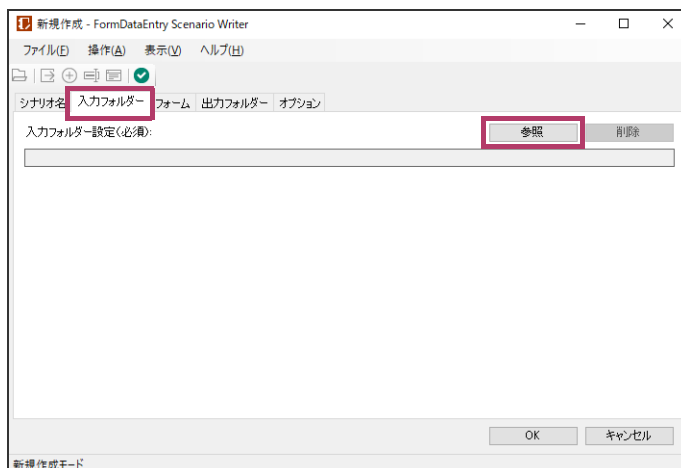 新規作成 - FormDataEntry Scenario Writer
ファイル(F) 操作(A) 表示(V) ヘルプ(H)
シナリオ名 入力フォルダー フォーム 出力フォルダー オプション
入力フォルダー設定(必須): 参照 削除
OK キャンセル
新規作成モード